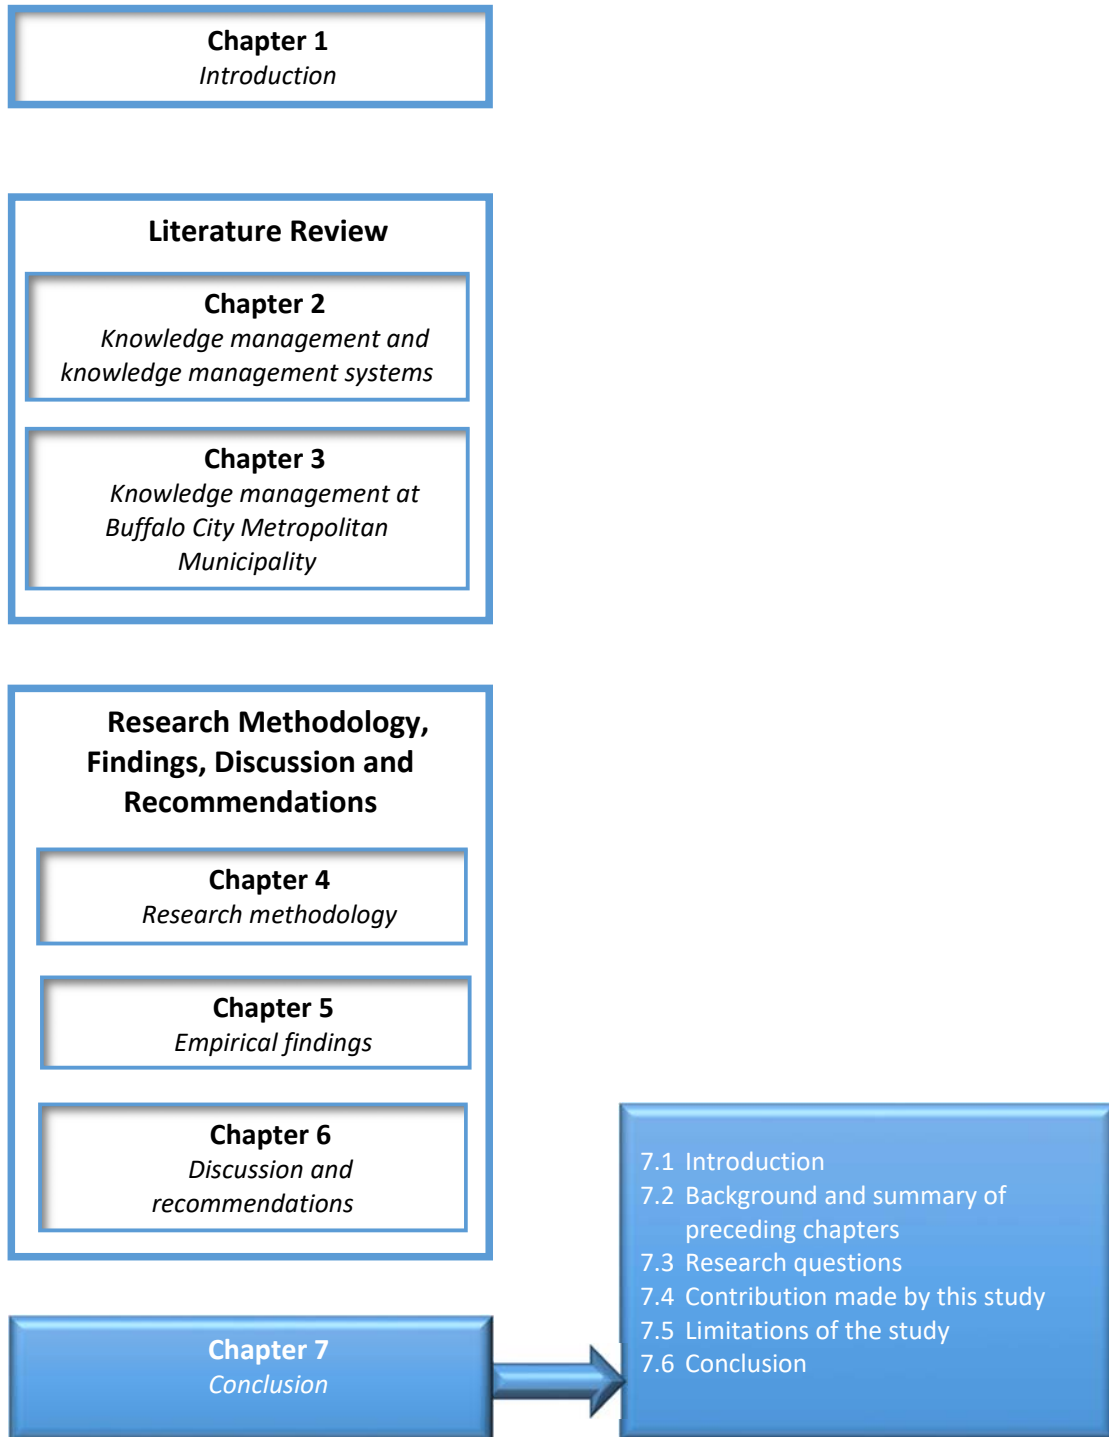 Chapter 1
Introduction
Literature Review
Chapter 2
Knowledge management and
knowledge management systems
Chapter 3
Knowledge management at
Buffalo City Metropolitan
Municipality
Research Methodology,
Findings, Discussion and
Recommendations
Chapter 4
Research methodology
Chapter 5
Empirical findings
Chapter 6
Discussion and
recommendations
Chapter 7
Conclusion
7.1 Introduction
7.2 Background and summary of
preceding chapters
7.3 Research questions
7.4 Contribution made by this study
7.5 Limitations of the study
7.6 Conclusion